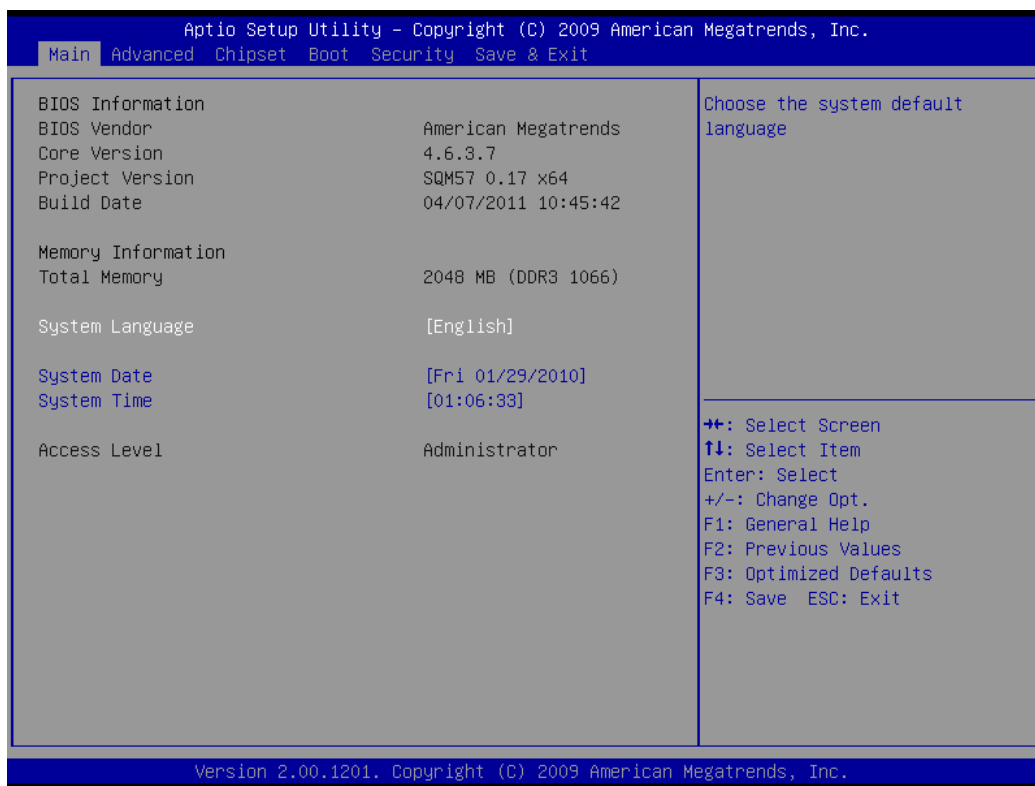 Aptio Setup Utility – Copyright (C) 2009 American Megatrends, Inc.
Main Advanced Chipset Boot Security Save & Exit
BIOS Information
BIOS Vendor American Megatrends
Core Version 4.6.3.7
Project Version SQM57 0.17 x64
Build Date 04/07/2011 10:45:42
Memory Information
Total Memory 2048 MB (DDR3 1066)
System Language [English]
System Date [Fri 01/29/2010]
System Time [01:06:33]
Access Level Administrator
Choose the system default
language
→←: Select Screen
↑↓: Select Item
Enter: Select
+/-: Change Opt.
F1: General Help
F2: Previous Values
F3: Optimized Defaults
F4: Save ESC: Exit
Version 2.00.1201. Copyright (C) 2009 American Megatrends, Inc.